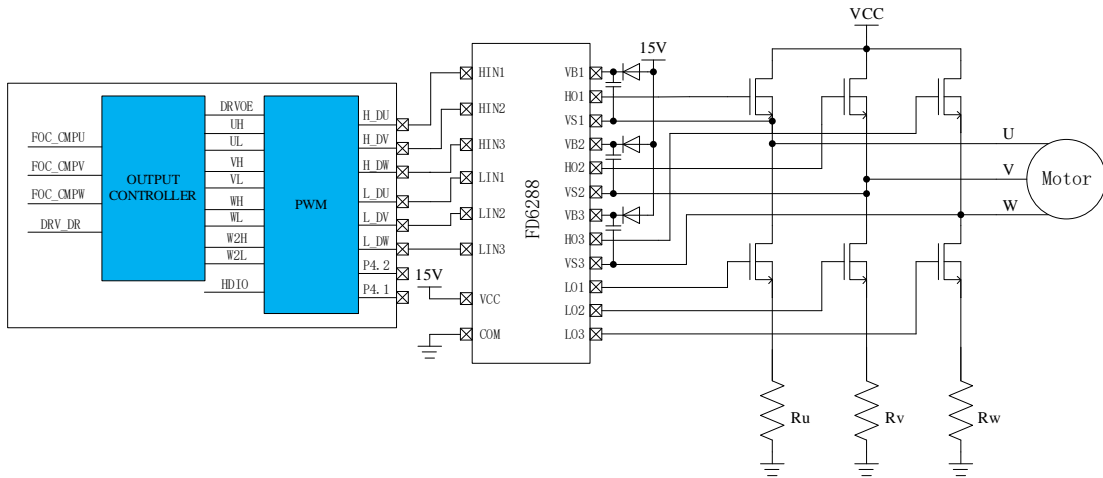 FOC_CMPU
FOC_CMPV
FOC_CMPW
DRV_DR
OUTPUT
CONTROLLER
DRVOE
UH
UL
VH
VL
WH
WL
W2H
W2L
HDIO
PWM
H_DU
H_DV
H_DW
L_DU
L_DV
L_DW
P4.2
P4.1
15V
HIN1
HIN2
HIN3
LIN1
LIN2
LIN3
VCC
COM
FD6288
VB1
HO1
VS1
VB2
HO2
VS2
VB3
HO3
VS3
LO1
LO2
LO3
15V
VCC
U
V
W
Motor
Ru
Rv
Rw